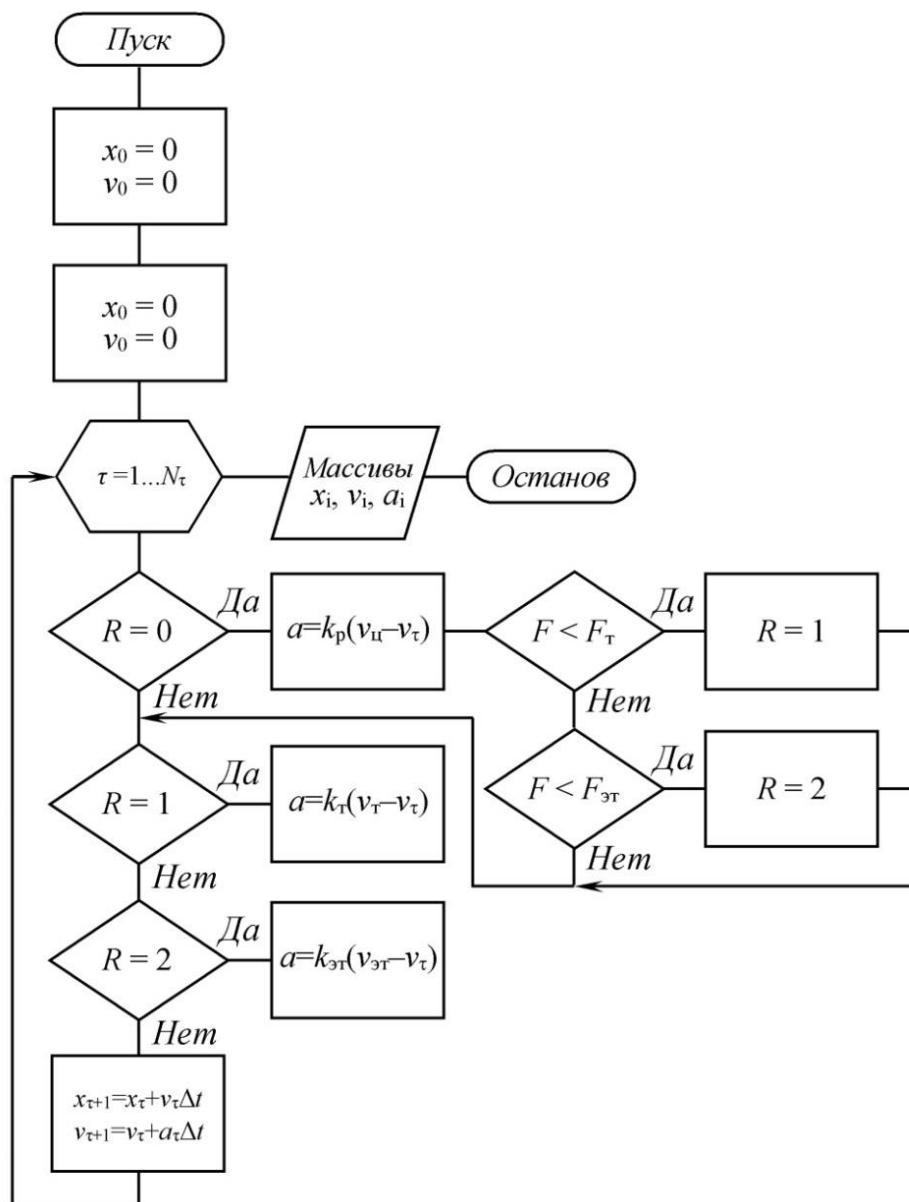 Пуск
x₀ = 0
v₀ = 0
x₀ = 0
v₀ = 0
τ =1...Nτ
Массивы
xᵢ, vᵢ, aᵢ
Останов
R = 0
Да
a=kр(vц–vτ)
F < Fт
Да
R = 1
Нет
Нет
R = 1
Да
a=kт(vт–vτ)
F < Fэт
Да
R = 2
Нет
Нет
R = 2
Да
a=kэт(vэт–vτ)
Нет
xτ+1=xτ+vτΔt
vτ+1=vτ+aτΔt